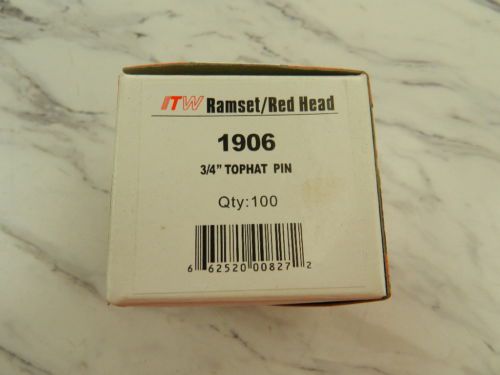 ITW Ramset/Red Head
1906
3/4" TOPHAT PIN
Qty:100
6 62520 00827 2